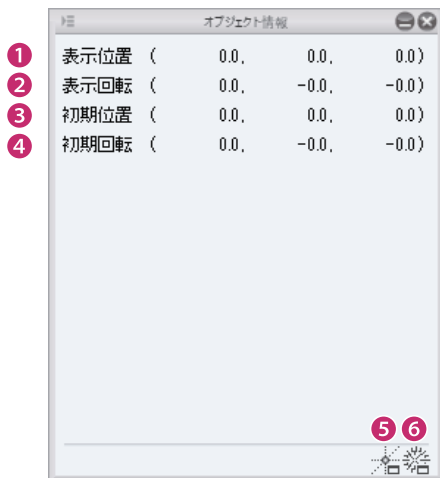 オブジェクト情報
1 表示位置 ( 0.0, 0.0, 0.0)
2 表示回転 ( 0.0, -0.0, -0.0)
3 初期位置 ( 0.0, 0.0, 0.0)
4 初期回転 ( 0.0, -0.0, -0.0)
5 6